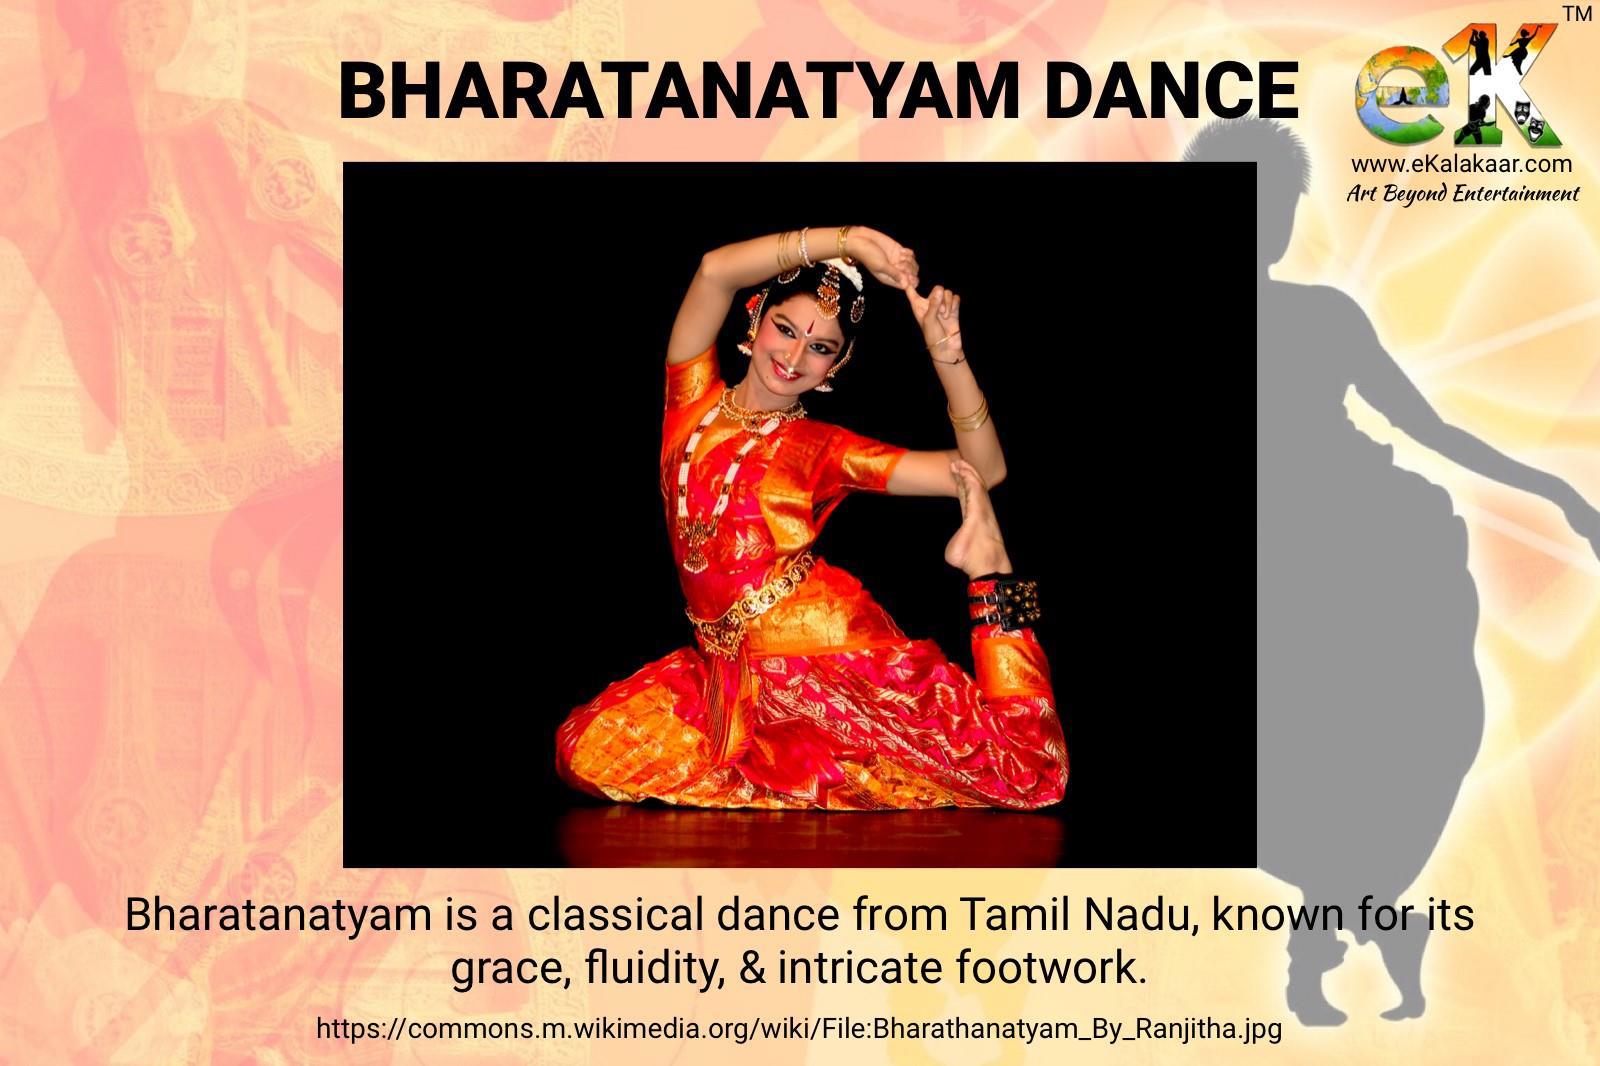 TM
BHARATANATYAM DANCE
eK
www.eKalakaar.com
Art Beyond Entertainment
Bharatanatyam is a classical dance from Tamil Nadu, known for its
grace, fluidity, & intricate footwork.
https://commons.m.wikimedia.org/wiki/File:Bharathanatyam_By_Ranjitha.jpg